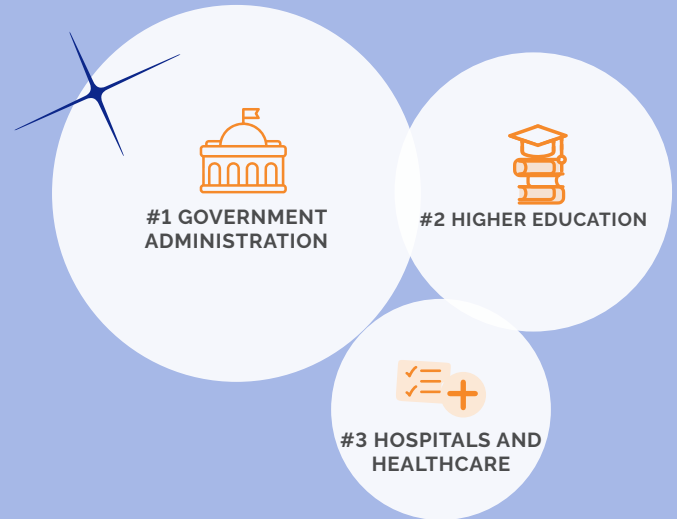 #1 GOVERNMENT
ADMINISTRATION
#2 HIGHER EDUCATION
#3 HOSPITALS AND
HEALTHCARE